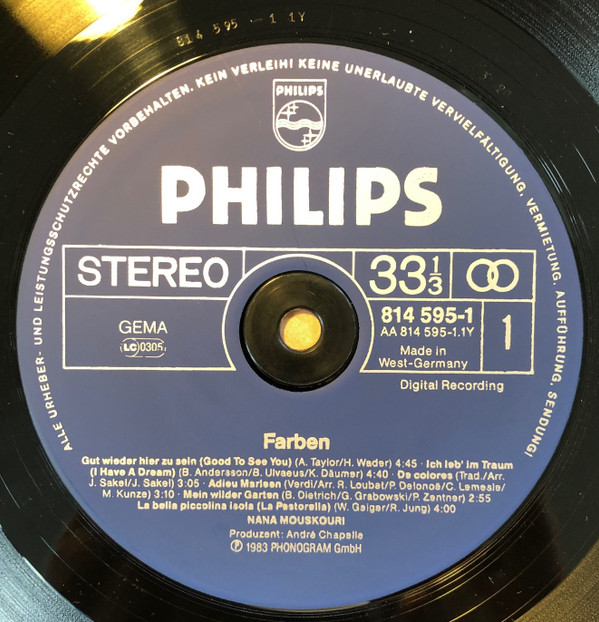 814 595 - 1 1Y
ALLE URHEBER- UND LEISTUNGSSCHUTZRECHTE VORBEHALTEN. KEIN VERLEIH! KEINE UNERLAUBTE VERVIELFÄLTIGUNG, VERMIETUNG, AUFFÜHRUNG, SENDUNG!
PHILIPS
PHILIPS
STEREO
33 1/3
GEMA
LC 0305
814 595-1
AA 814 595-1.1Y
1
Made in
West-Germany
Digital Recording
Farben
Gut wieder hier zu sein (Good To See You) (A. Taylor/H. Wader) 4:45 · Ich leb' im Traum
(I Have A Dream) (B. Andersson/B. Ulvaeus/K. Däumer) 4:40 · De colores (Trad./Arr.
J. Sakel/J. Sakel) 3:05 · Adieu Marleen (Verdi/Arr. R. Loubet/P. Delonoë/C. Lemesle/
M. Kunze) 3:10 · Mein wilder Garten (B. Dietrich/G. Grabowski/P. Zentner) 2:55
La bella piccolina isola (La Pastorella) (W. Gaiger/R. Jung) 4:00
NANA MOUSKOURI
Produzent: André Chapelle
Ⓟ 1983 PHONOGRAM GmbH